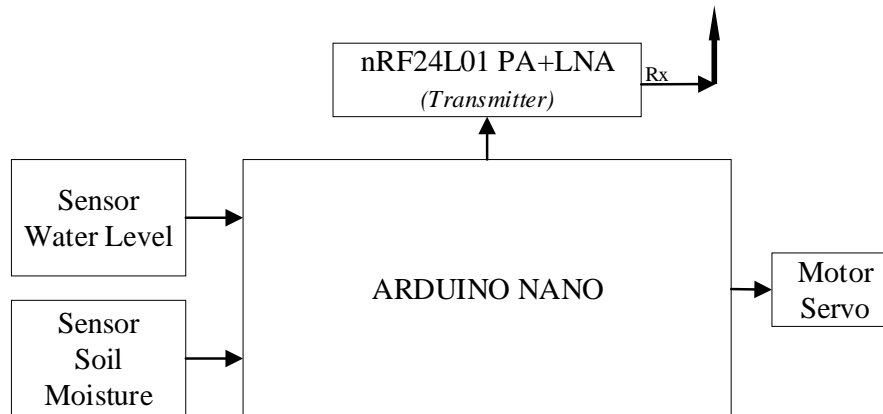 nRF24L01 PA+LNA
(Transmitter)
Rx
Sensor
Water Level
ARDUINO NANO
Motor
Servo
Sensor
Soil
Moisture